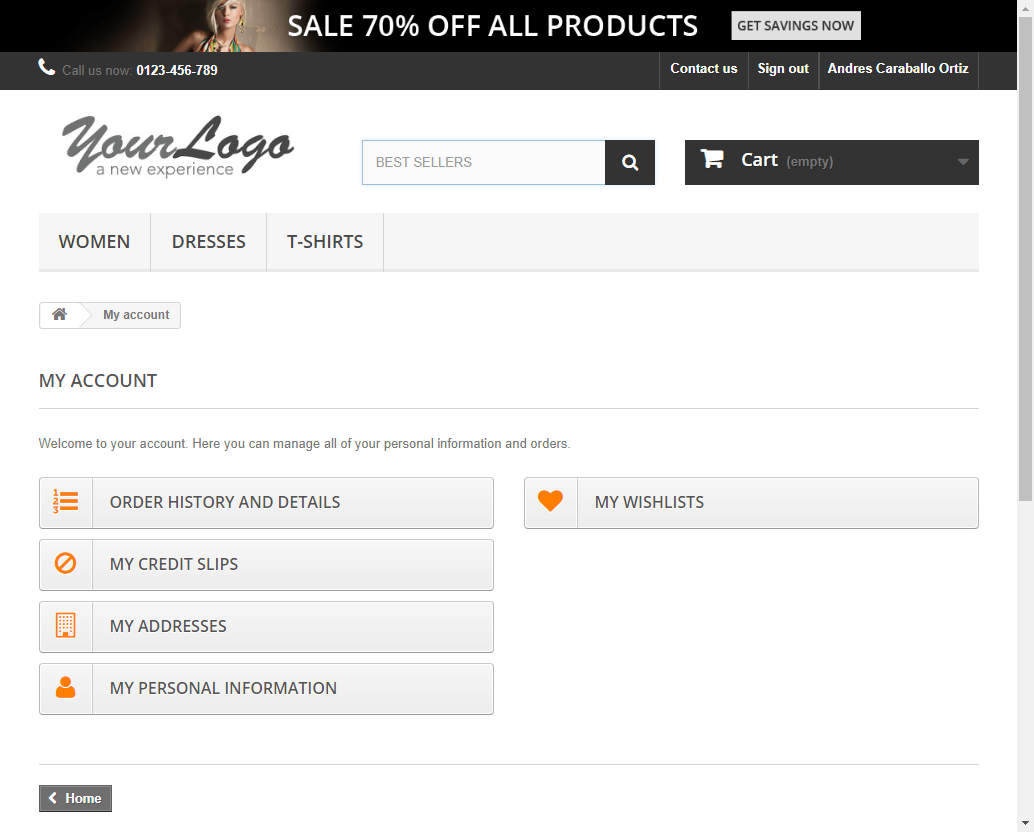 SALE 70% OFF ALL PRODUCTS GET SAVINGS NOW
Call us now: 0123-456-789 Contact us Sign out Andres Caraballo Ortiz
YourLogo
a new experience
BEST SELLERS
Cart (empty)
WOMEN DRESSES T-SHIRTS
My account
MY ACCOUNT
Welcome to your account. Here you can manage all of your personal information and orders.
1 2 3 ORDER HISTORY AND DETAILS
MY WISHLISTS
MY CREDIT SLIPS
MY ADDRESSES
MY PERSONAL INFORMATION
Home